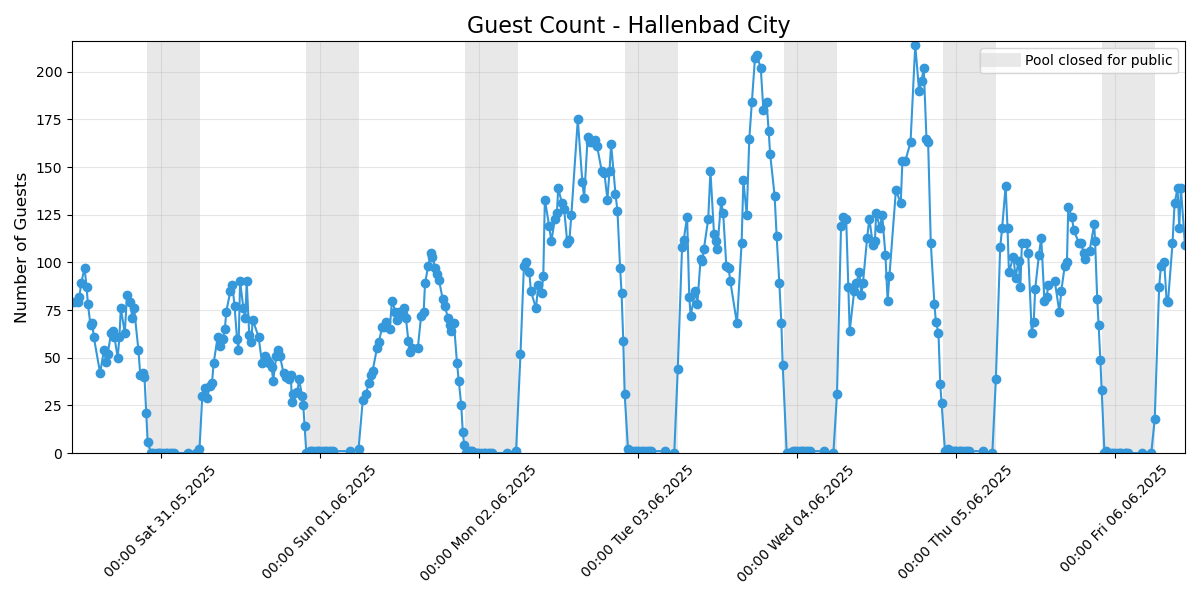 Guest Count - Hallenbad City
Pool closed for public
Number of Guests
200
175
150
125
100
75
50
25
0
00:00 Sat 31.05.2025
00:00 Sun 01.06.2025
00:00 Mon 02.06.2025
00:00 Tue 03.06.2025
00:00 Wed 04.06.2025
00:00 Thu 05.06.2025
00:00 Fri 06.06.2025